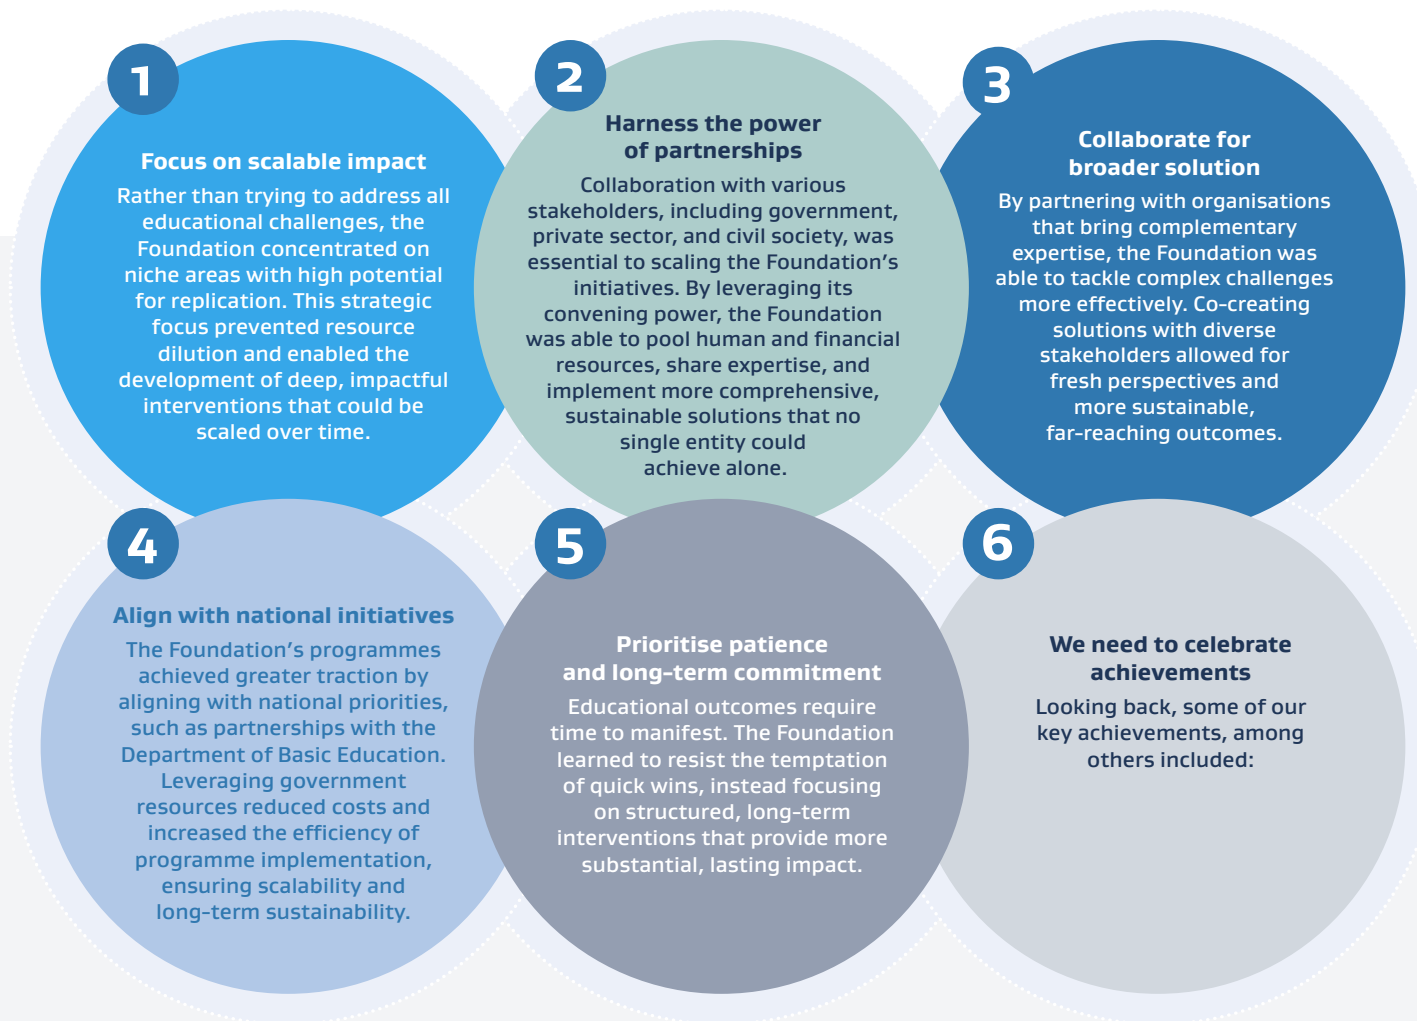 1
Focus on scalable impact
Rather than trying to address all
educational challenges, the
Foundation concentrated on
niche areas with high potential
for replication. This strategic
focus prevented resource
dilution and enabled the
development of deep, impactful
interventions that could be
scaled over time.
2
Harness the power
of partnerships
Collaboration with various
stakeholders, including government,
private sector, and civil society, was
essential to scaling the Foundation's
initiatives. By leveraging its
convening power, the Foundation
was able to pool human and financial
resources, share expertise, and
implement more comprehensive,
sustainable solutions that no
single entity could
achieve alone.
3
Collaborate for
broader solution
By partnering with organisations
that bring complementary
expertise, the Foundation was
able to tackle complex challenges
more effectively. Co-creating
solutions with diverse
stakeholders allowed for
fresh perspectives and
more sustainable,
far-reaching outcomes.
4
Align with national initiatives
The Foundation's programmes
achieved greater traction by
aligning with national priorities,
such as partnerships with the
Department of Basic Education.
Leveraging government
resources reduced costs and
increased the efficiency of
programme implementation,
ensuring scalability and
long-term sustainability.
5
Prioritise patience
and long-term commitment
Educational outcomes require
time to manifest. The Foundation
learned to resist the temptation
of quick wins, instead focusing
on structured, long-term
interventions that provide more
substantial, lasting impact.
6
We need to celebrate
achievements
Looking back, some of our
key achievements, among
others included: